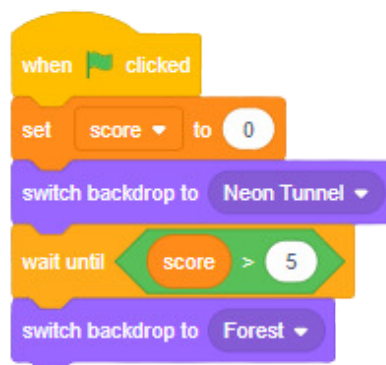 when clicked
set score to 0
switch backdrop to Neon Tunnel
wait until score > 5
switch backdrop to Forest